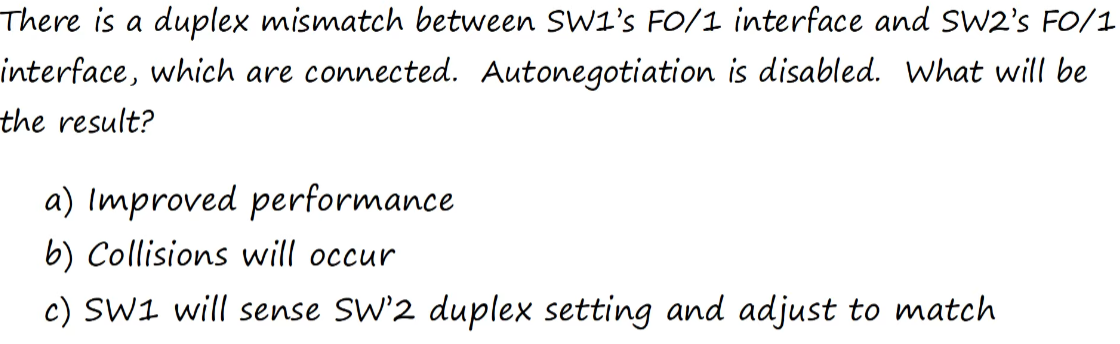 There is a duplex mismatch between SW1's F0/1 interface and SW2's F0/1
interface, which are connected. Autonegotiation is disabled. What will be
the result?
a) Improved performance
b) Collisions will occur
c) SW1 will sense SW'2 duplex setting and adjust to match